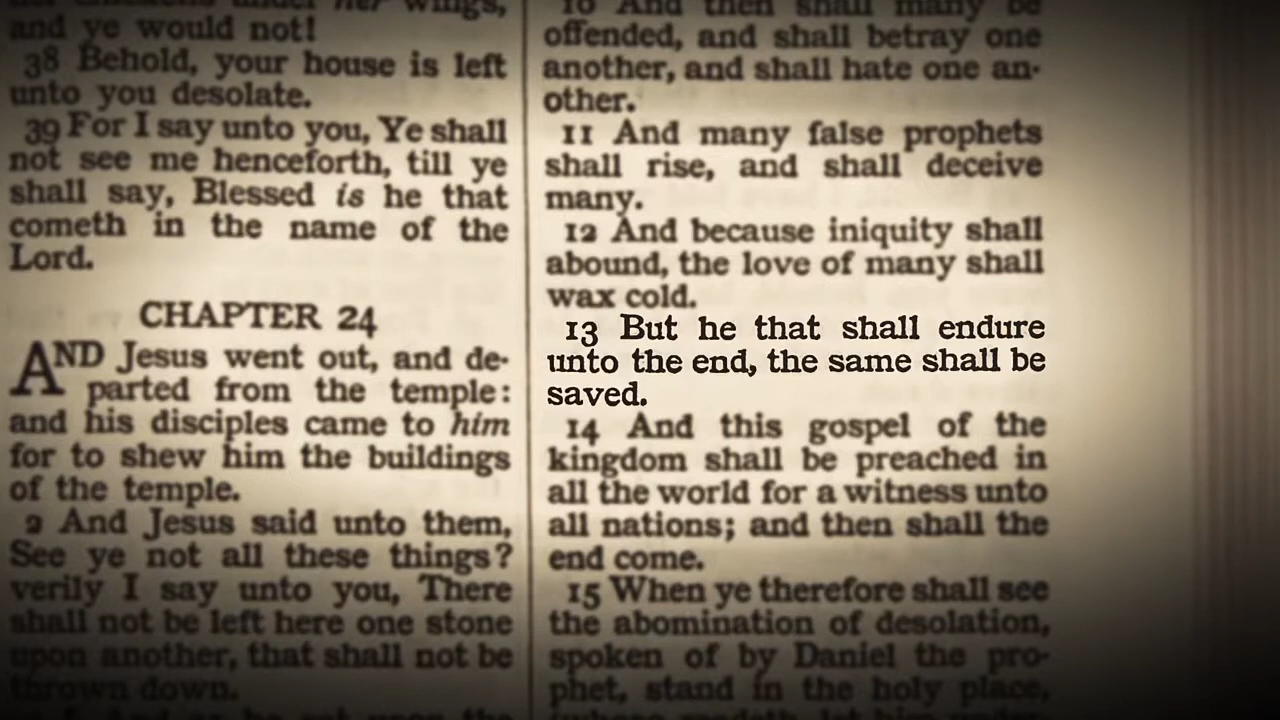 her wings,
and ye would not!
38 Behold, your house is left
unto you desolate.
39 For I say unto you, Ye shall
not see me henceforth, till ye
shall say, Blessed is he that
cometh in the name of the
Lord.
CHAPTER 24
AND Jesus went out, and de-
parted from the temple:
and his disciples came to him
for to shew him the buildings
of the temple.
2 And Jesus said unto them,
See ye not all these things?
verily I say unto you, There
shall not be left here one stone
upon another, that shall not be
thrown down.
10 And then shall many be
offended, and shall betray one
another, and shall hate one an-
other.
11 And many false prophets
shall rise, and shall deceive
many.
12 And because iniquity shall
abound, the love of many shall
wax cold.
13 But he that shall endure
unto the end, the same shall be
saved.
14 And this gospel of the
kingdom shall be preached in
all the world for a witness unto
all nations; and then shall the
end come.
15 When ye therefore shall see
the abomination of desolation,
spoken of by Daniel the pro-
phet, stand in the holy place,